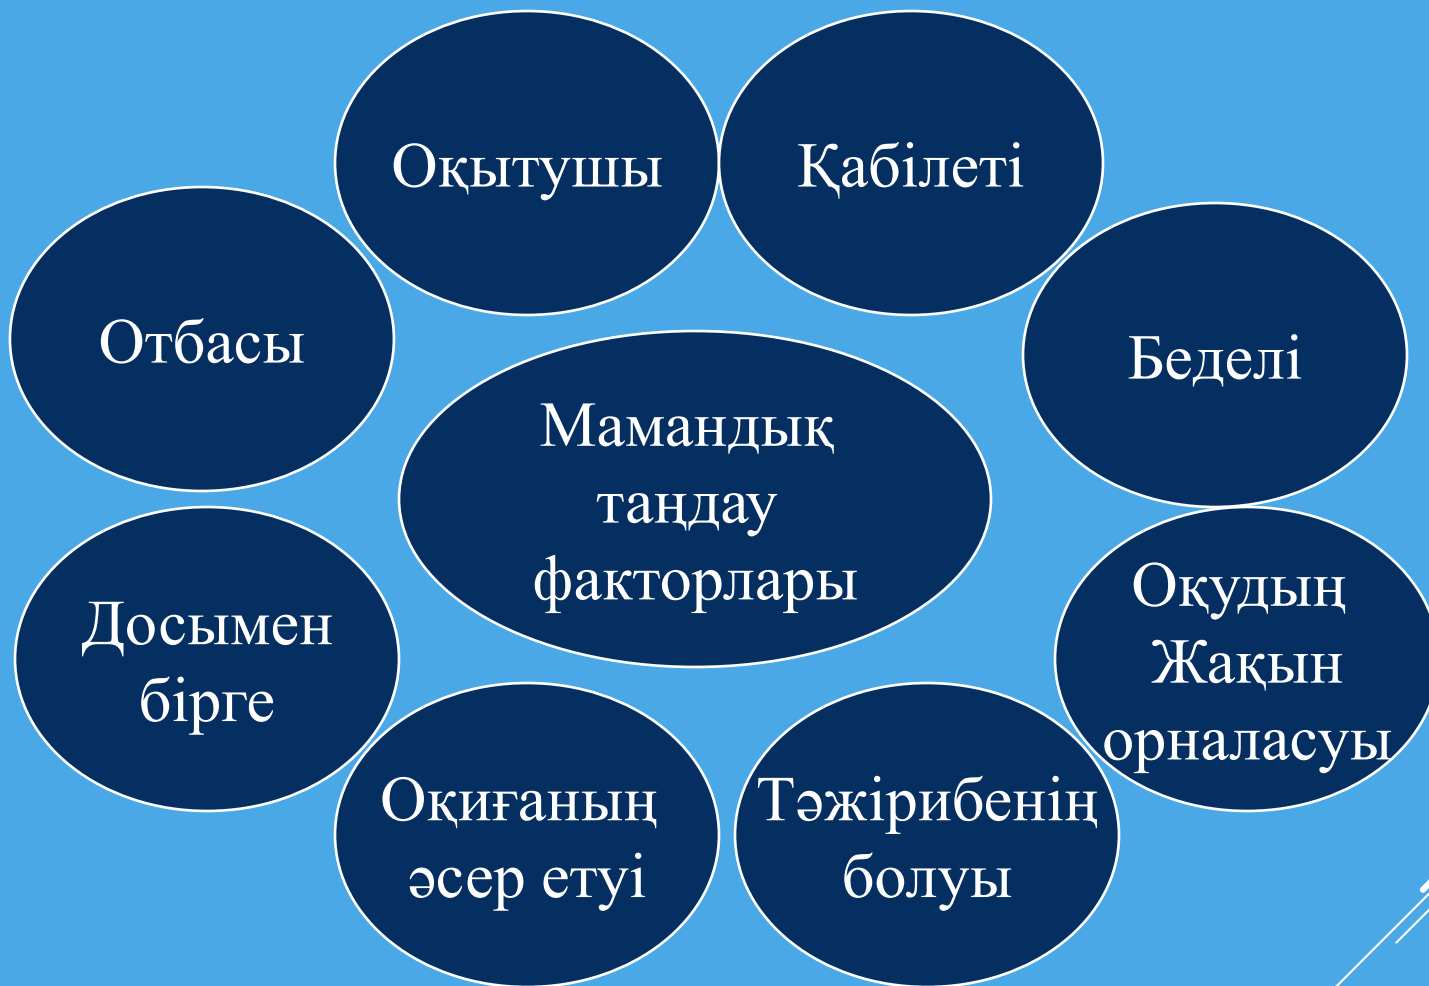 Оқытушы
Қабілеті
Отбасы
Беделі
Мамандық
таңдау
факторлары
Досымен
бірге
Оқудың
Жақын
орналасуы
Оқиғаның
әсер етуі
Тәжірибенің
болуы